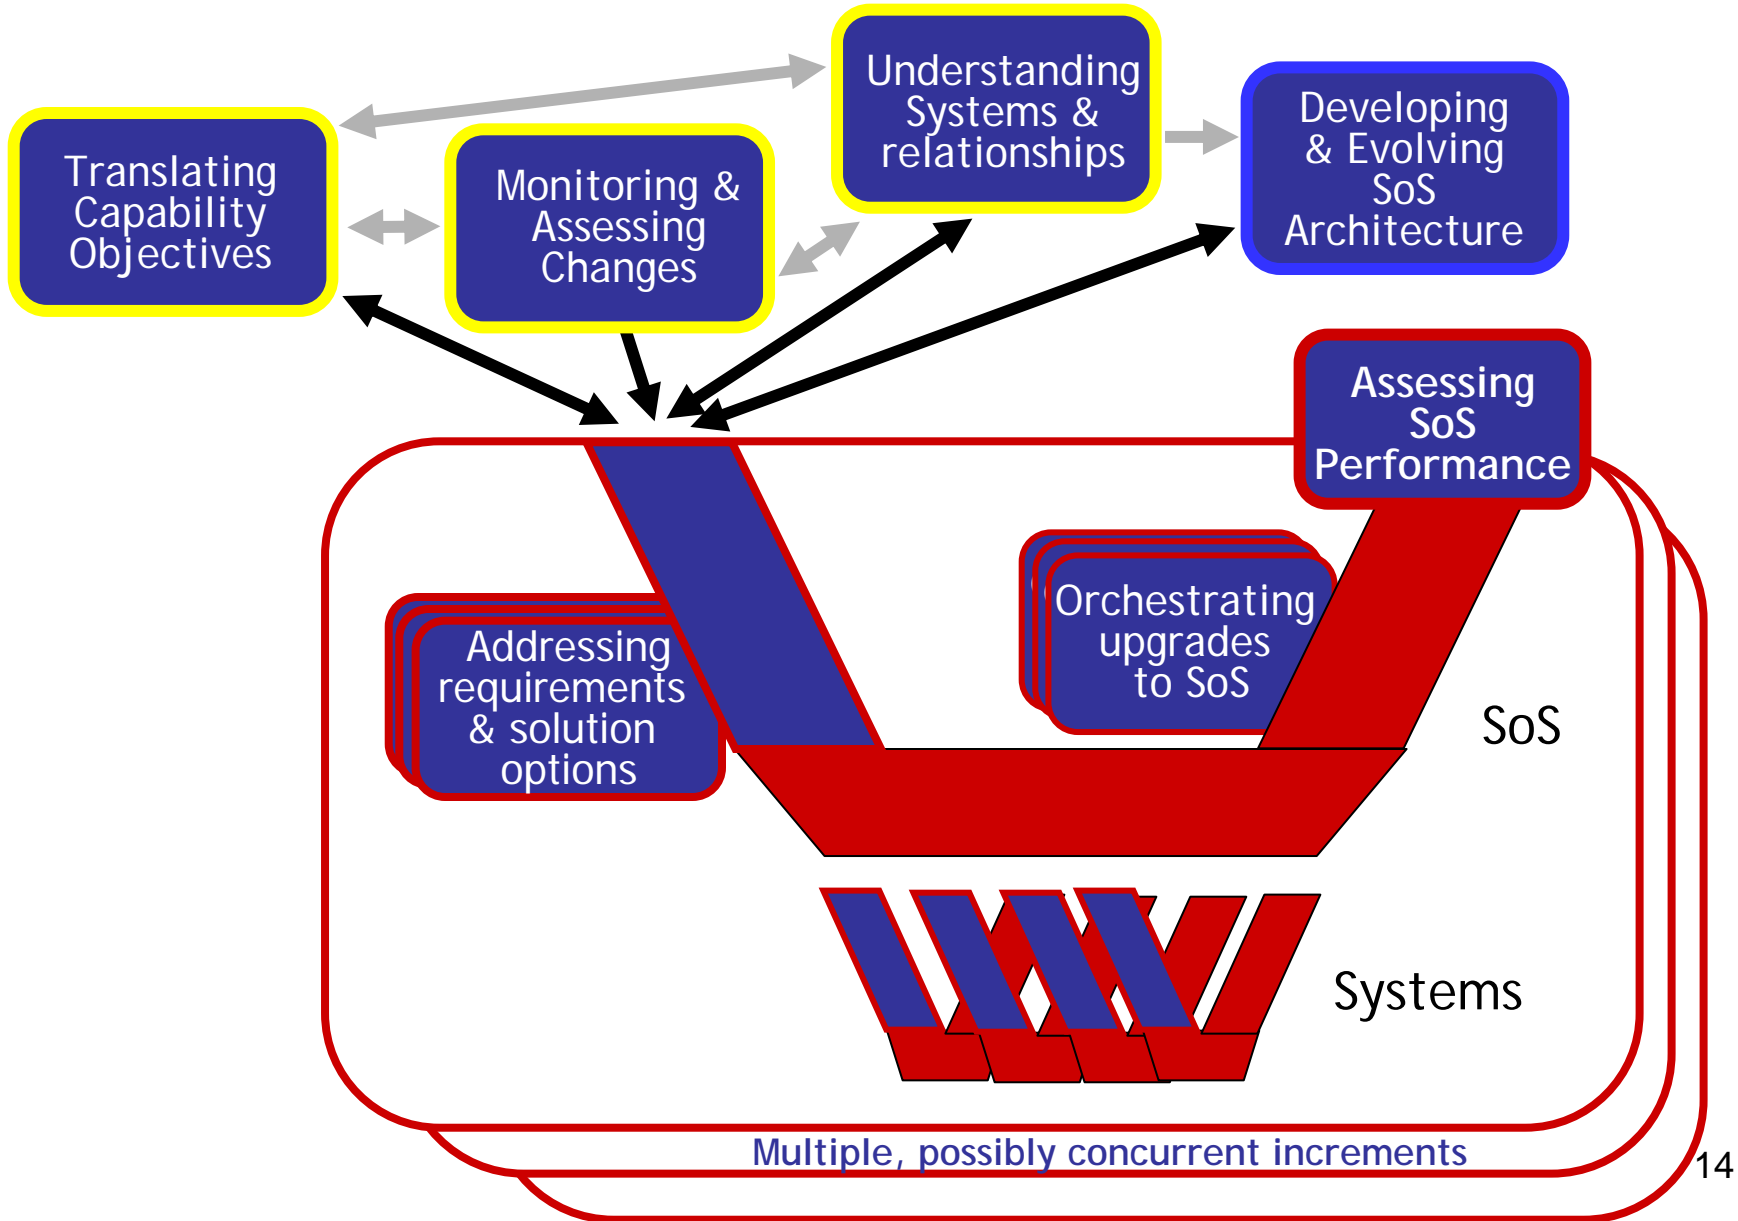 Translating
Capability
Objectives
Monitoring &
Assessing
Changes
Understanding
Systems &
relationships
Developing
& Evolving
SoS
Architecture
Assessing
SoS
Performance
Addressing
requirements
& solution
options
Orchestrating
upgrades
to SoS
SoS
Systems
Multiple, possibly concurrent increments
14